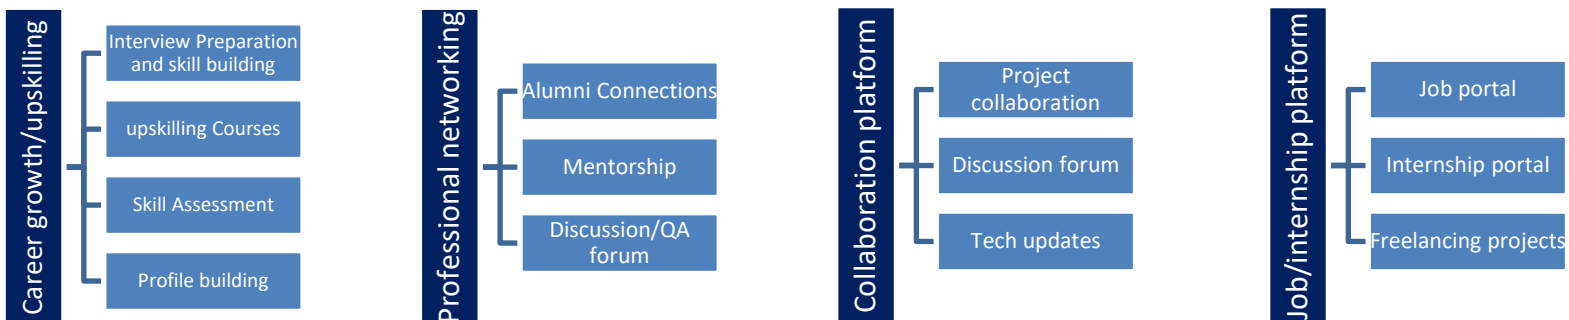 Career growth/upskilling
Interview Preparation
and skill building
upskilling Courses
Skill Assessment
Profile building
Professional networking
Alumni Connections
Mentorship
Discussion/QA
forum
Collaboration platform
Project
collaboration
Discussion forum
Tech updates
Job/internship platform
Job portal
Internship portal
Freelancing projects